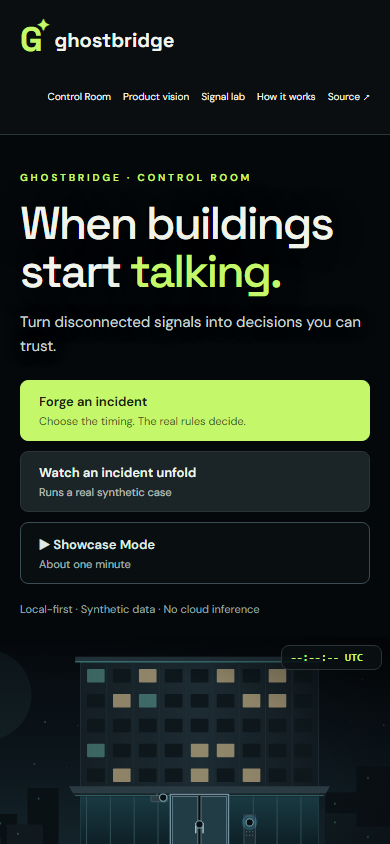 G ghostbridge
Control Room Product vision Signal lab How it works Source ↗
GHOSTBRIDGE · CONTROL ROOM
When buildings
start talking.
Turn disconnected signals into decisions you can
trust.
Forge an incident
Choose the timing. The real rules decide.
Watch an incident unfold
Runs a real synthetic case
▶ Showcase Mode
About one minute
Local-first · Synthetic data · No cloud inference
--:--:-- UTC